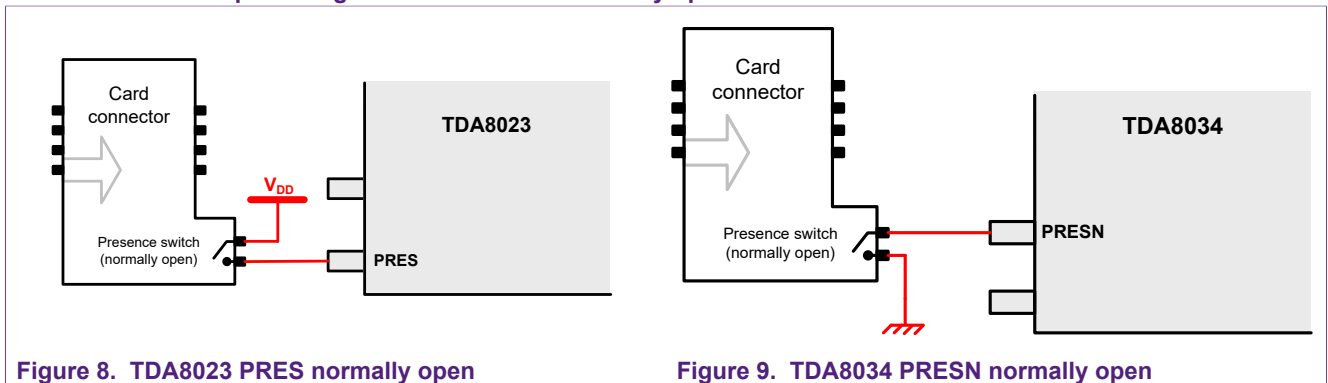 Card
connector
TDA8023
V_DD
Presence switch
(normally open)
PRES
Figure 8. TDA8023 PRES normally open
Card
connector
TDA8034
Presence switch
(normally open)
PRESN
Figure 9. TDA8034 PRESN normally open